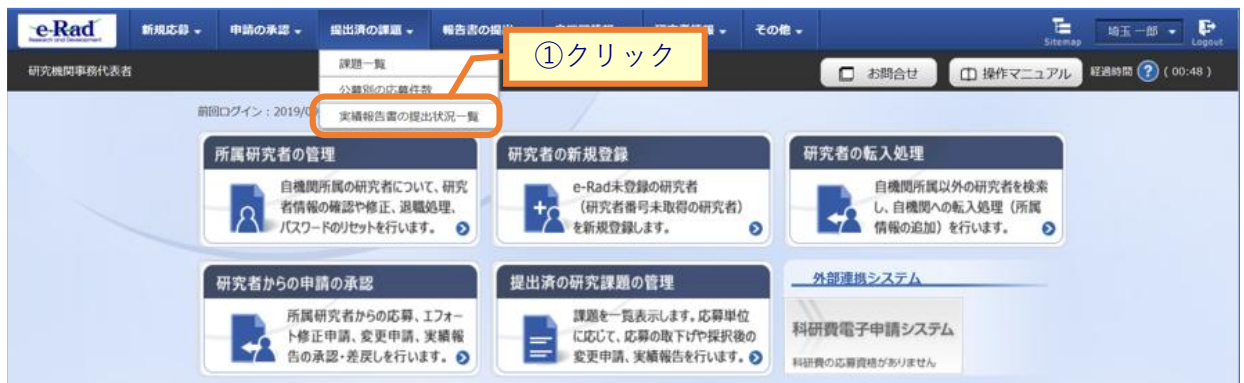 e-Rad
Research and Development
新規応募
申請の承認
提出済の課題
報告書の提出
その他
Sitemap
埼玉 一郎
Logout
①クリック
研究機関事務代表者
課題一覧
公募別の応募件数
実績報告書の提出状況一覧
お問合せ
操作マニュアル
経過時間 ? ( 00:48 )
前回ログイン：2019/0
所属研究者の管理
自機関所属の研究者について、研究
者情報の確認や修正、退職処理、
パスワードのリセットを行います。
研究者の新規登録
e-Rad未登録の研究者
（研究者番号未取得の研究者）
を新規登録します。
研究者の転入処理
自機関所属以外の研究者を検索
し、自機関への転入処理（所属
情報の追加）を行います。
研究者からの申請の承認
所属研究者からの応募、エフォー
ト修正申請、変更申請、実績報
告の承認・差戻しを行います。
提出済の研究課題の管理
課題を一覧表示します。応募単位
に応じて、応募の取下げや採択後の
変更申請、実績報告を行います。
外部連携システム
科研費電子申請システム
科研費の応募資格がありません